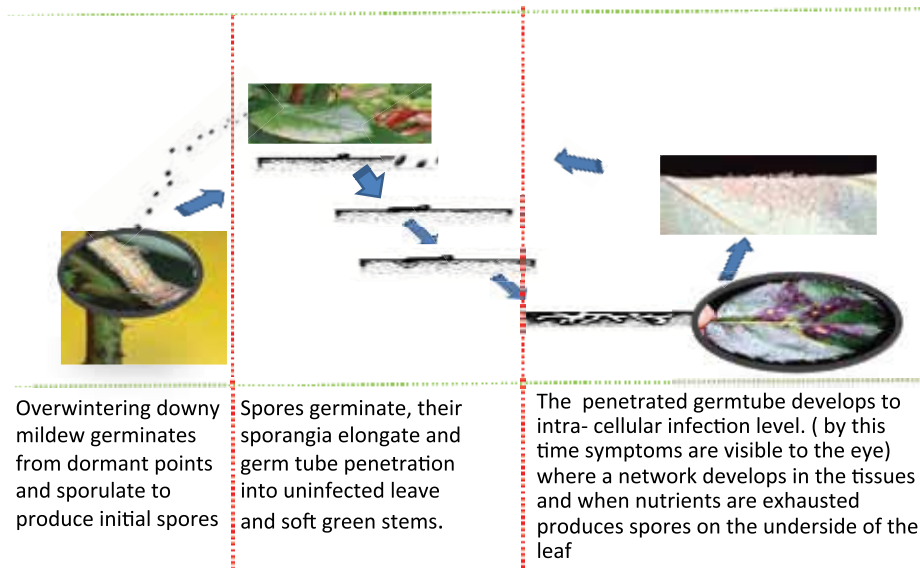 Overwintering downy
mildew germinates
from dormant points
and sporulate to
produce initial spores
Spores germinate, their
sporangia elongate and
germ tube penetration
into uninfected leave
and soft green stems.
The  penetrated germtube develops to
intra- cellular infection level. ( by this
time symptoms are visible to the eye)
where a network develops in the tissues
and when nutrients are exhausted
produces spores on the underside of the
leaf